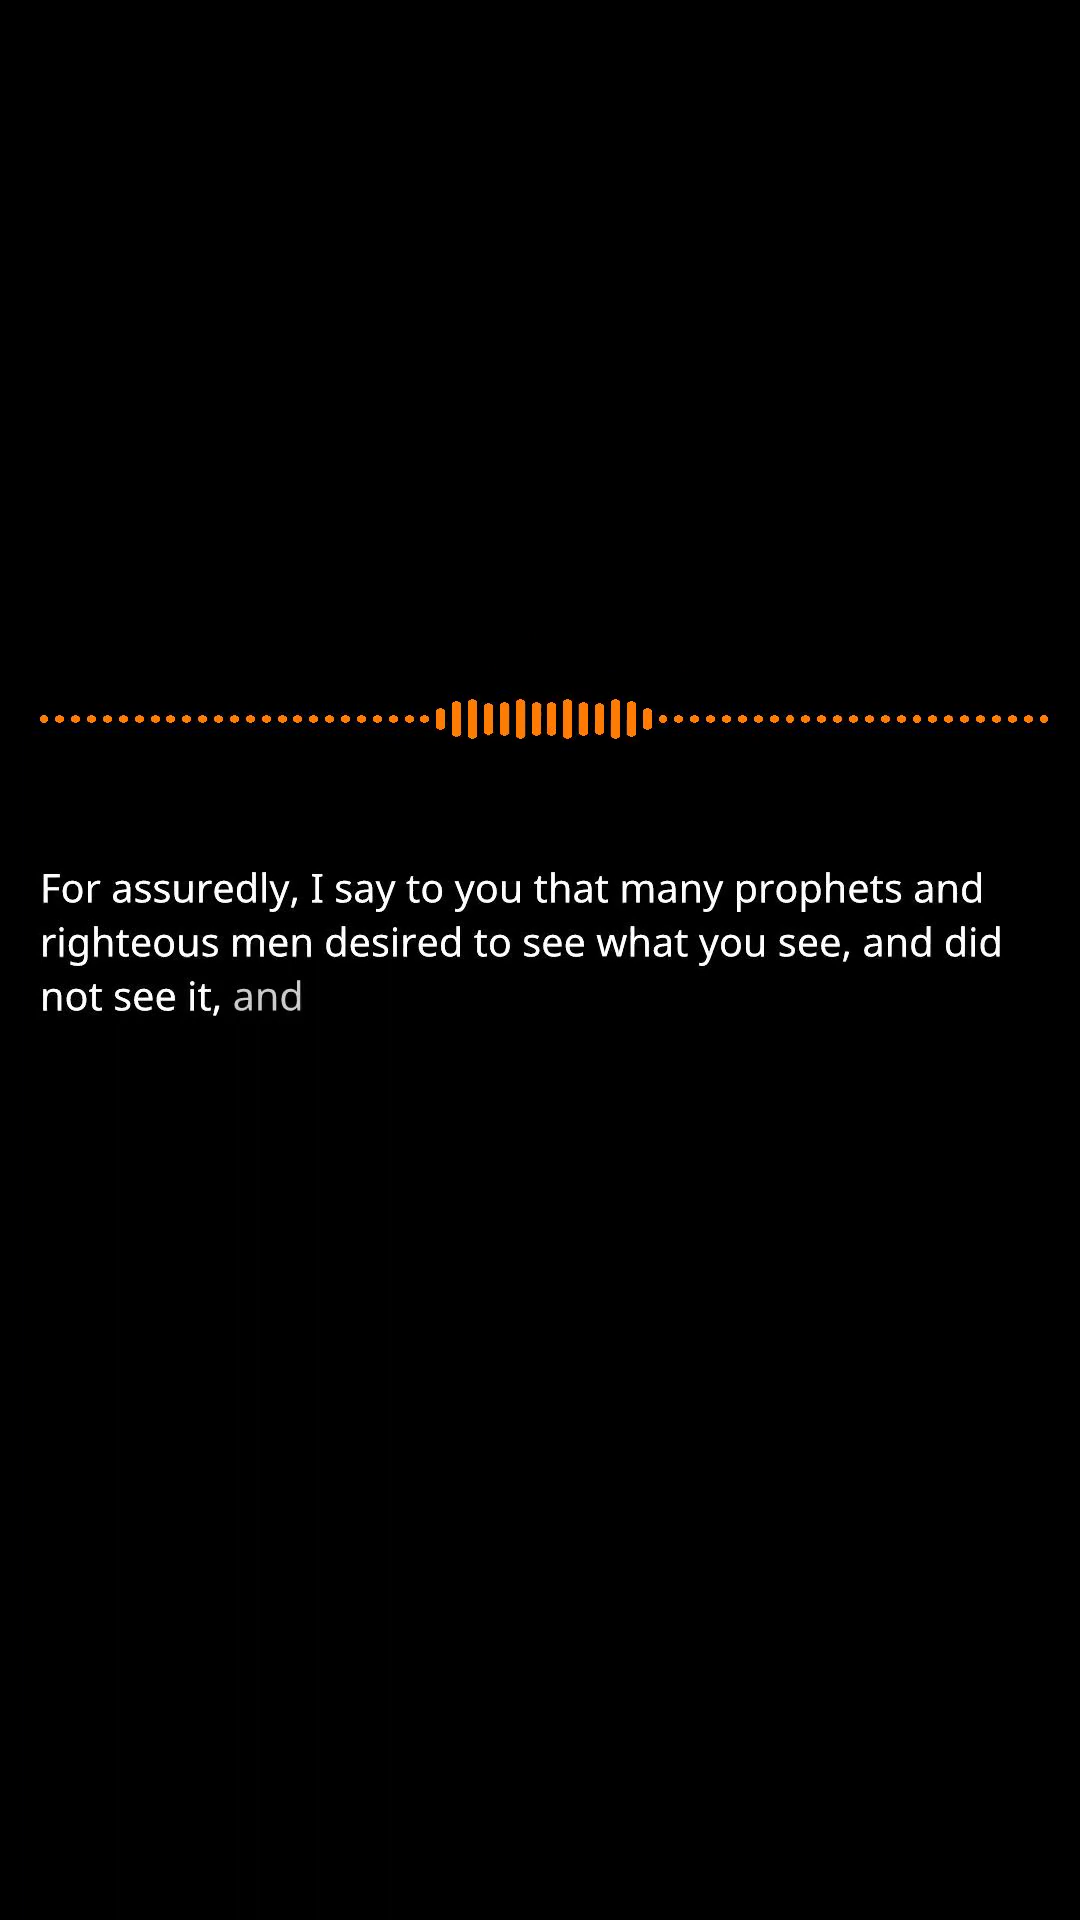 For assuredly, I say to you that many prophets and
righteous men desired to see what you see, and did
not see it, and